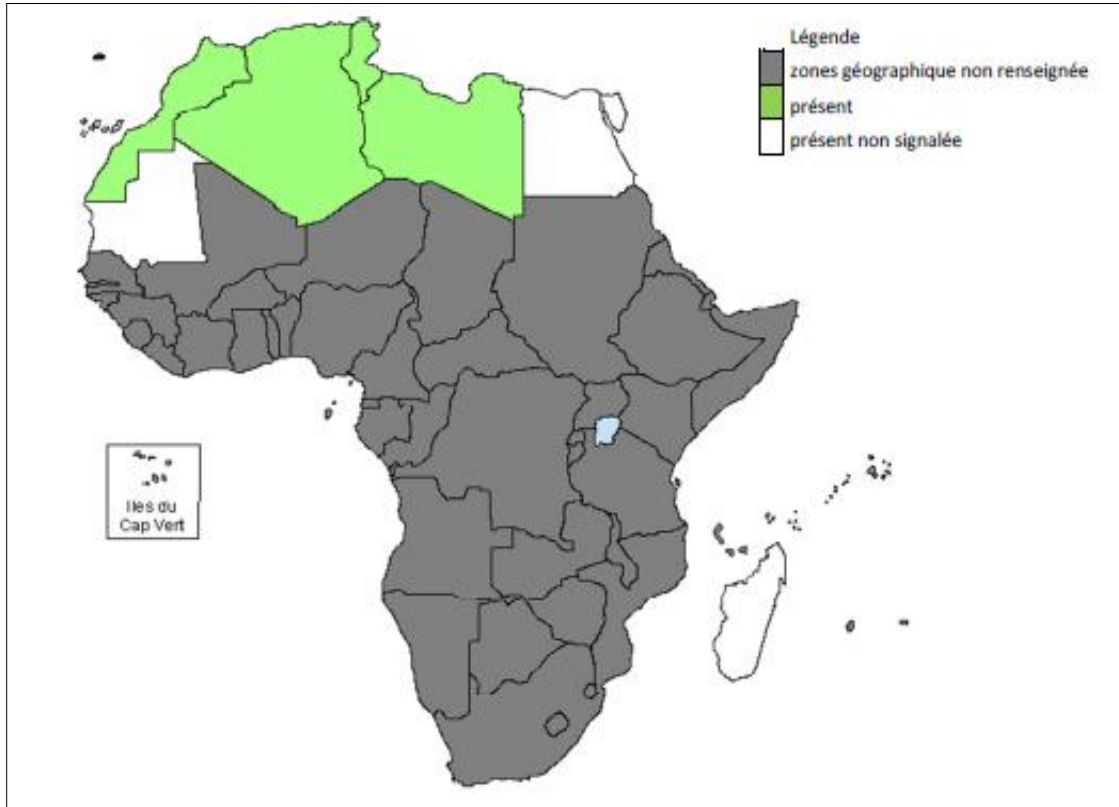 Légende
zones géographique non renseignée
présent
présent non signalée
Iles du
Cap Vert